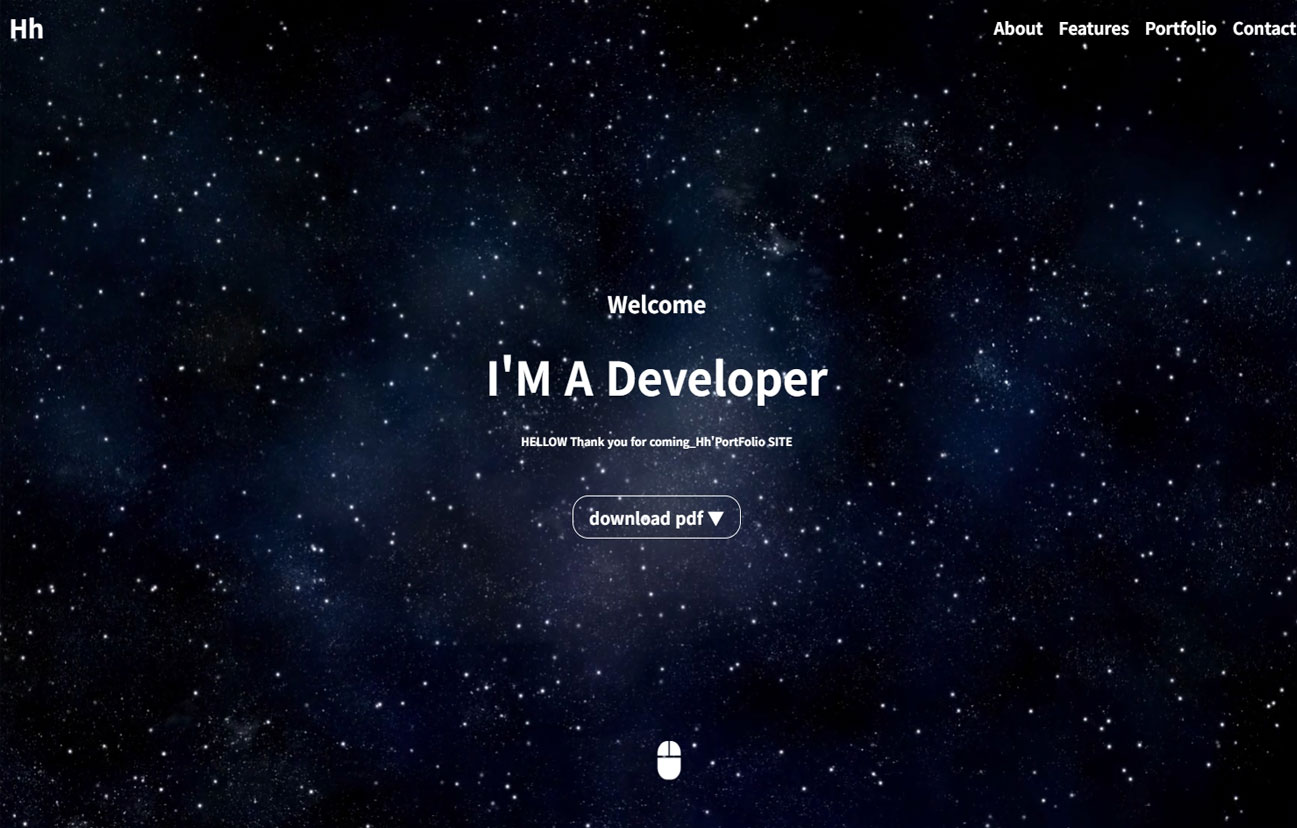 Hh
About Features Portfolio Contact
Welcome
I'M A Developer
HELLOW Thank you for coming_Hh'PortFolio SITE
download pdf ▼